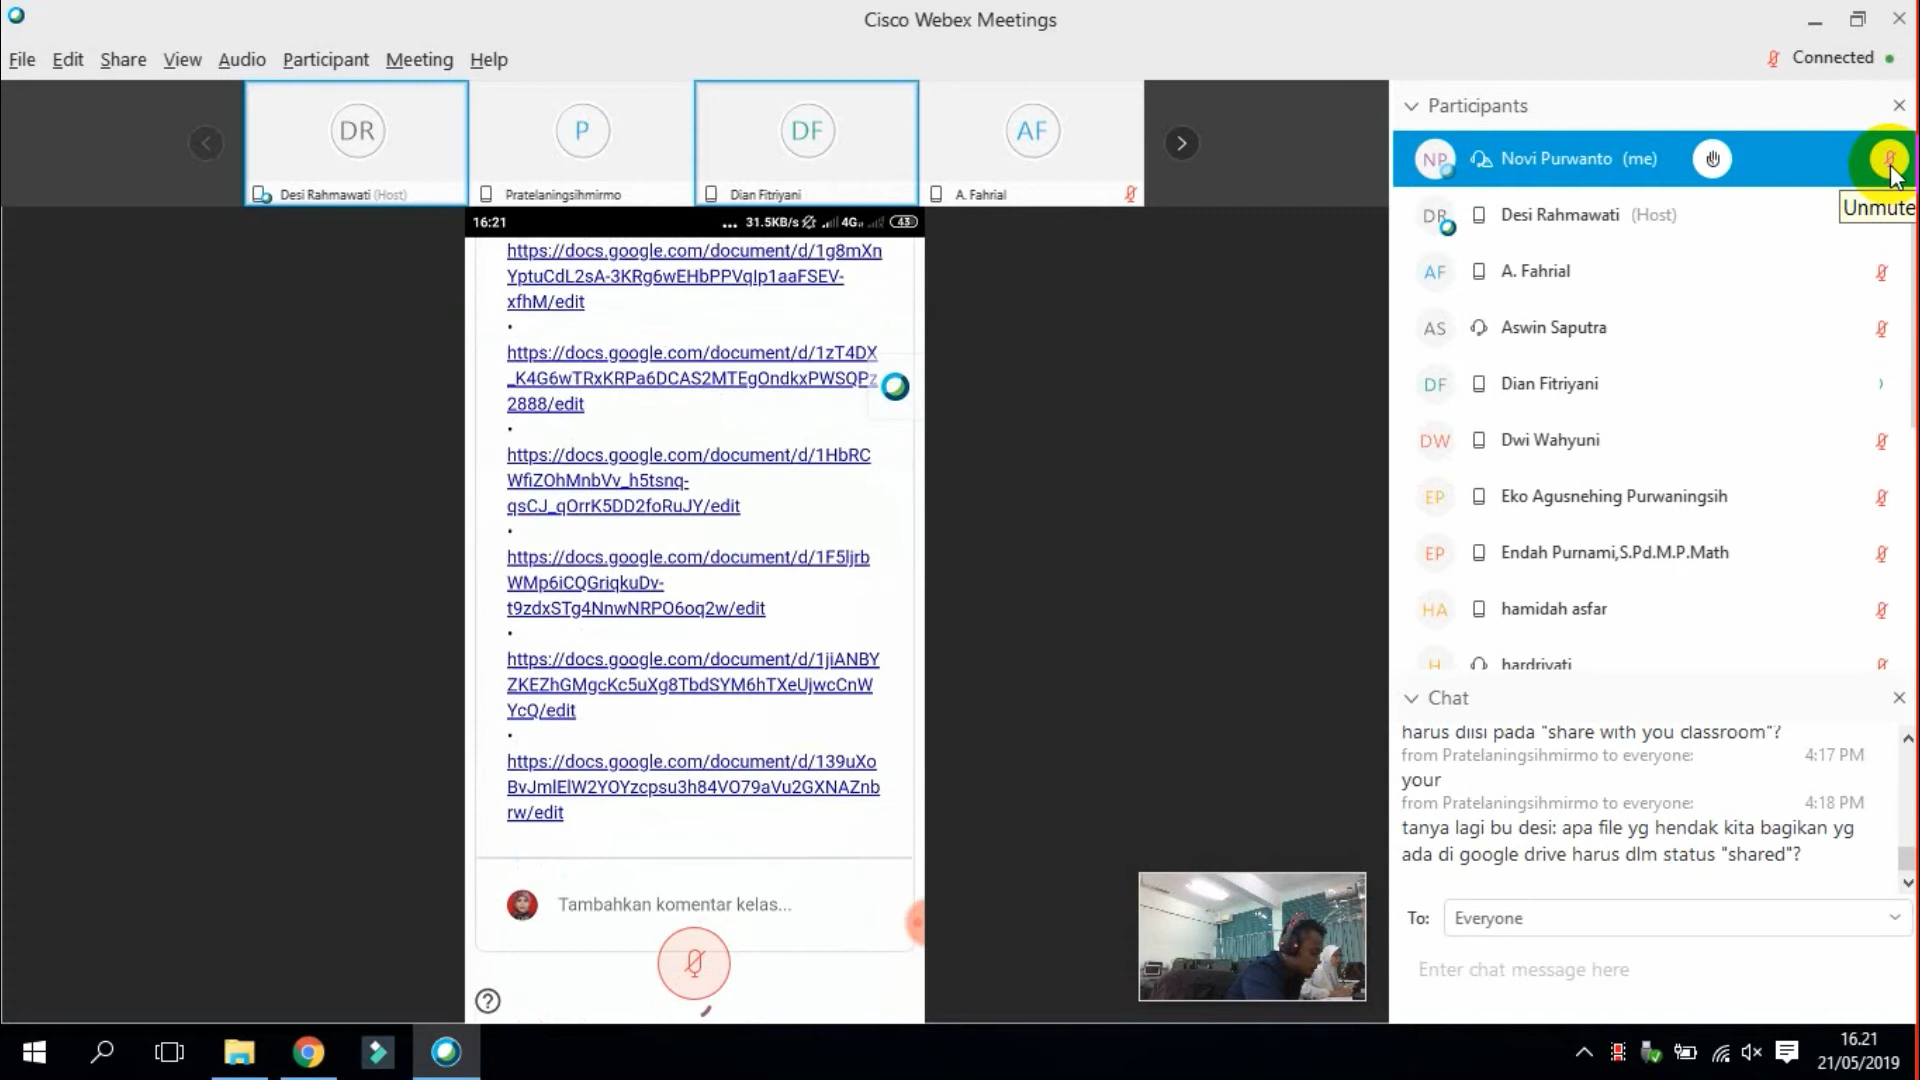 Cisco Webex Meetings
File Edit Share View Audio Participant Meeting Help
Connected
DR
P
DF
AF
Desi Rahmawati (Host)
Pratelaningsihmirmo
Dian Fitriyani
A. Fahrial
16:21
... 31.5KB/s 4G 43
https://docs.google.com/document/d/1g8mXn
YptuCdL2sA-3KRg6wEHbPPVqIp1aaFSEV-
xfhM/edit
https://docs.google.com/document/d/1zT4DX
_K4G6wTRxKRPa6DCAS2MTEgOndkxPWSQPz
2888/edit
https://docs.google.com/document/d/1HbRC
WfiZOhMnbVv_h5tsnq-
qsCJ_qOrrK5DD2foRuJY/edit
https://docs.google.com/document/d/1F5ljrb
WMp6iCQGriqkuDv-
t9zdxSTg4NnwNRPO6oq2w/edit
https://docs.google.com/document/d/1jiANBY
ZKEZhGMgcKc5uXg8TbdSYM6hTXeUjwcCnW
YcQ/edit
https://docs.google.com/document/d/139uXo
BvJmlElW2YOYzcpsu3h84VO79aVu2GXNAZnb
rw/edit
Tambahkan komentar kelas...
Participants
NP Novi Purwanto (me)
Unmute
DR Desi Rahmawati (Host)
AF A. Fahrial
AS Aswin Saputra
DF Dian Fitriyani
DW Dwi Wahyuni
EP Eko Agusnehing Purwaningsih
EP Endah Purnami,S.Pd.M.P.Math
HA hamidah asfar
H hardriyati
Chat
harus diisi pada "share with you classroom"?
from Pratelaningsihmirmo to everyone: 4:17 PM
your
from Pratelaningsihmirmo to everyone: 4:18 PM
tanya lagi bu desi: apa file yg hendak kita bagikan yg
ada di google drive harus dlm status "shared"?
To: Everyone
Enter chat message here
16.21
21/05/2019